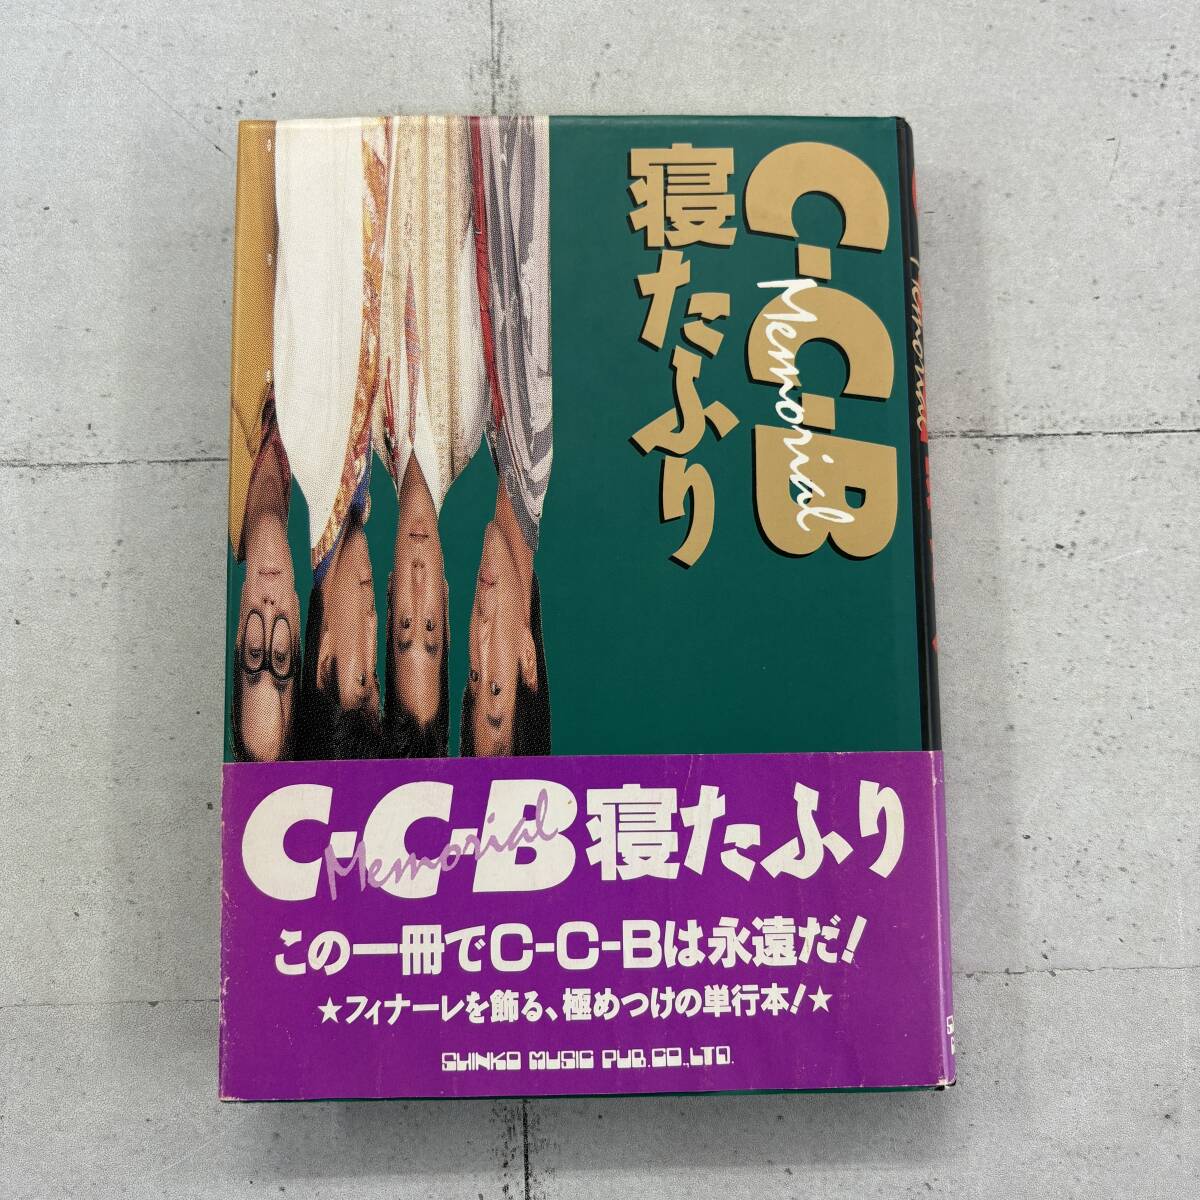 C-C-B
Memorial
寝たふり
Memorial
C-C-B寝たふり
Memorial
この一冊でC-C-Bは永遠だ!
★フィナーレを飾る、極めつけの単行本!★
SHINKO MUSIC PUB. CO., LTD.